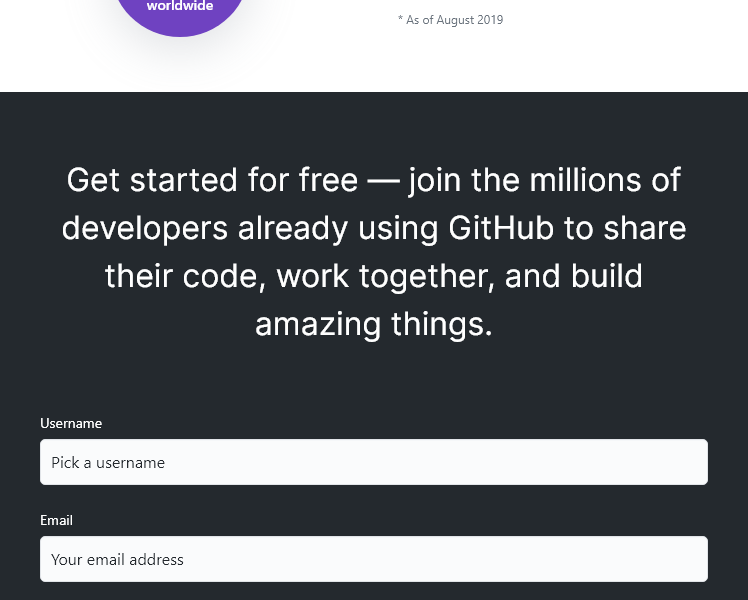 worldwide
* As of August 2019
Get started for free — join the millions of
developers already using GitHub to share
their code, work together, and build
amazing things.
Username
Pick a username
Email
Your email address